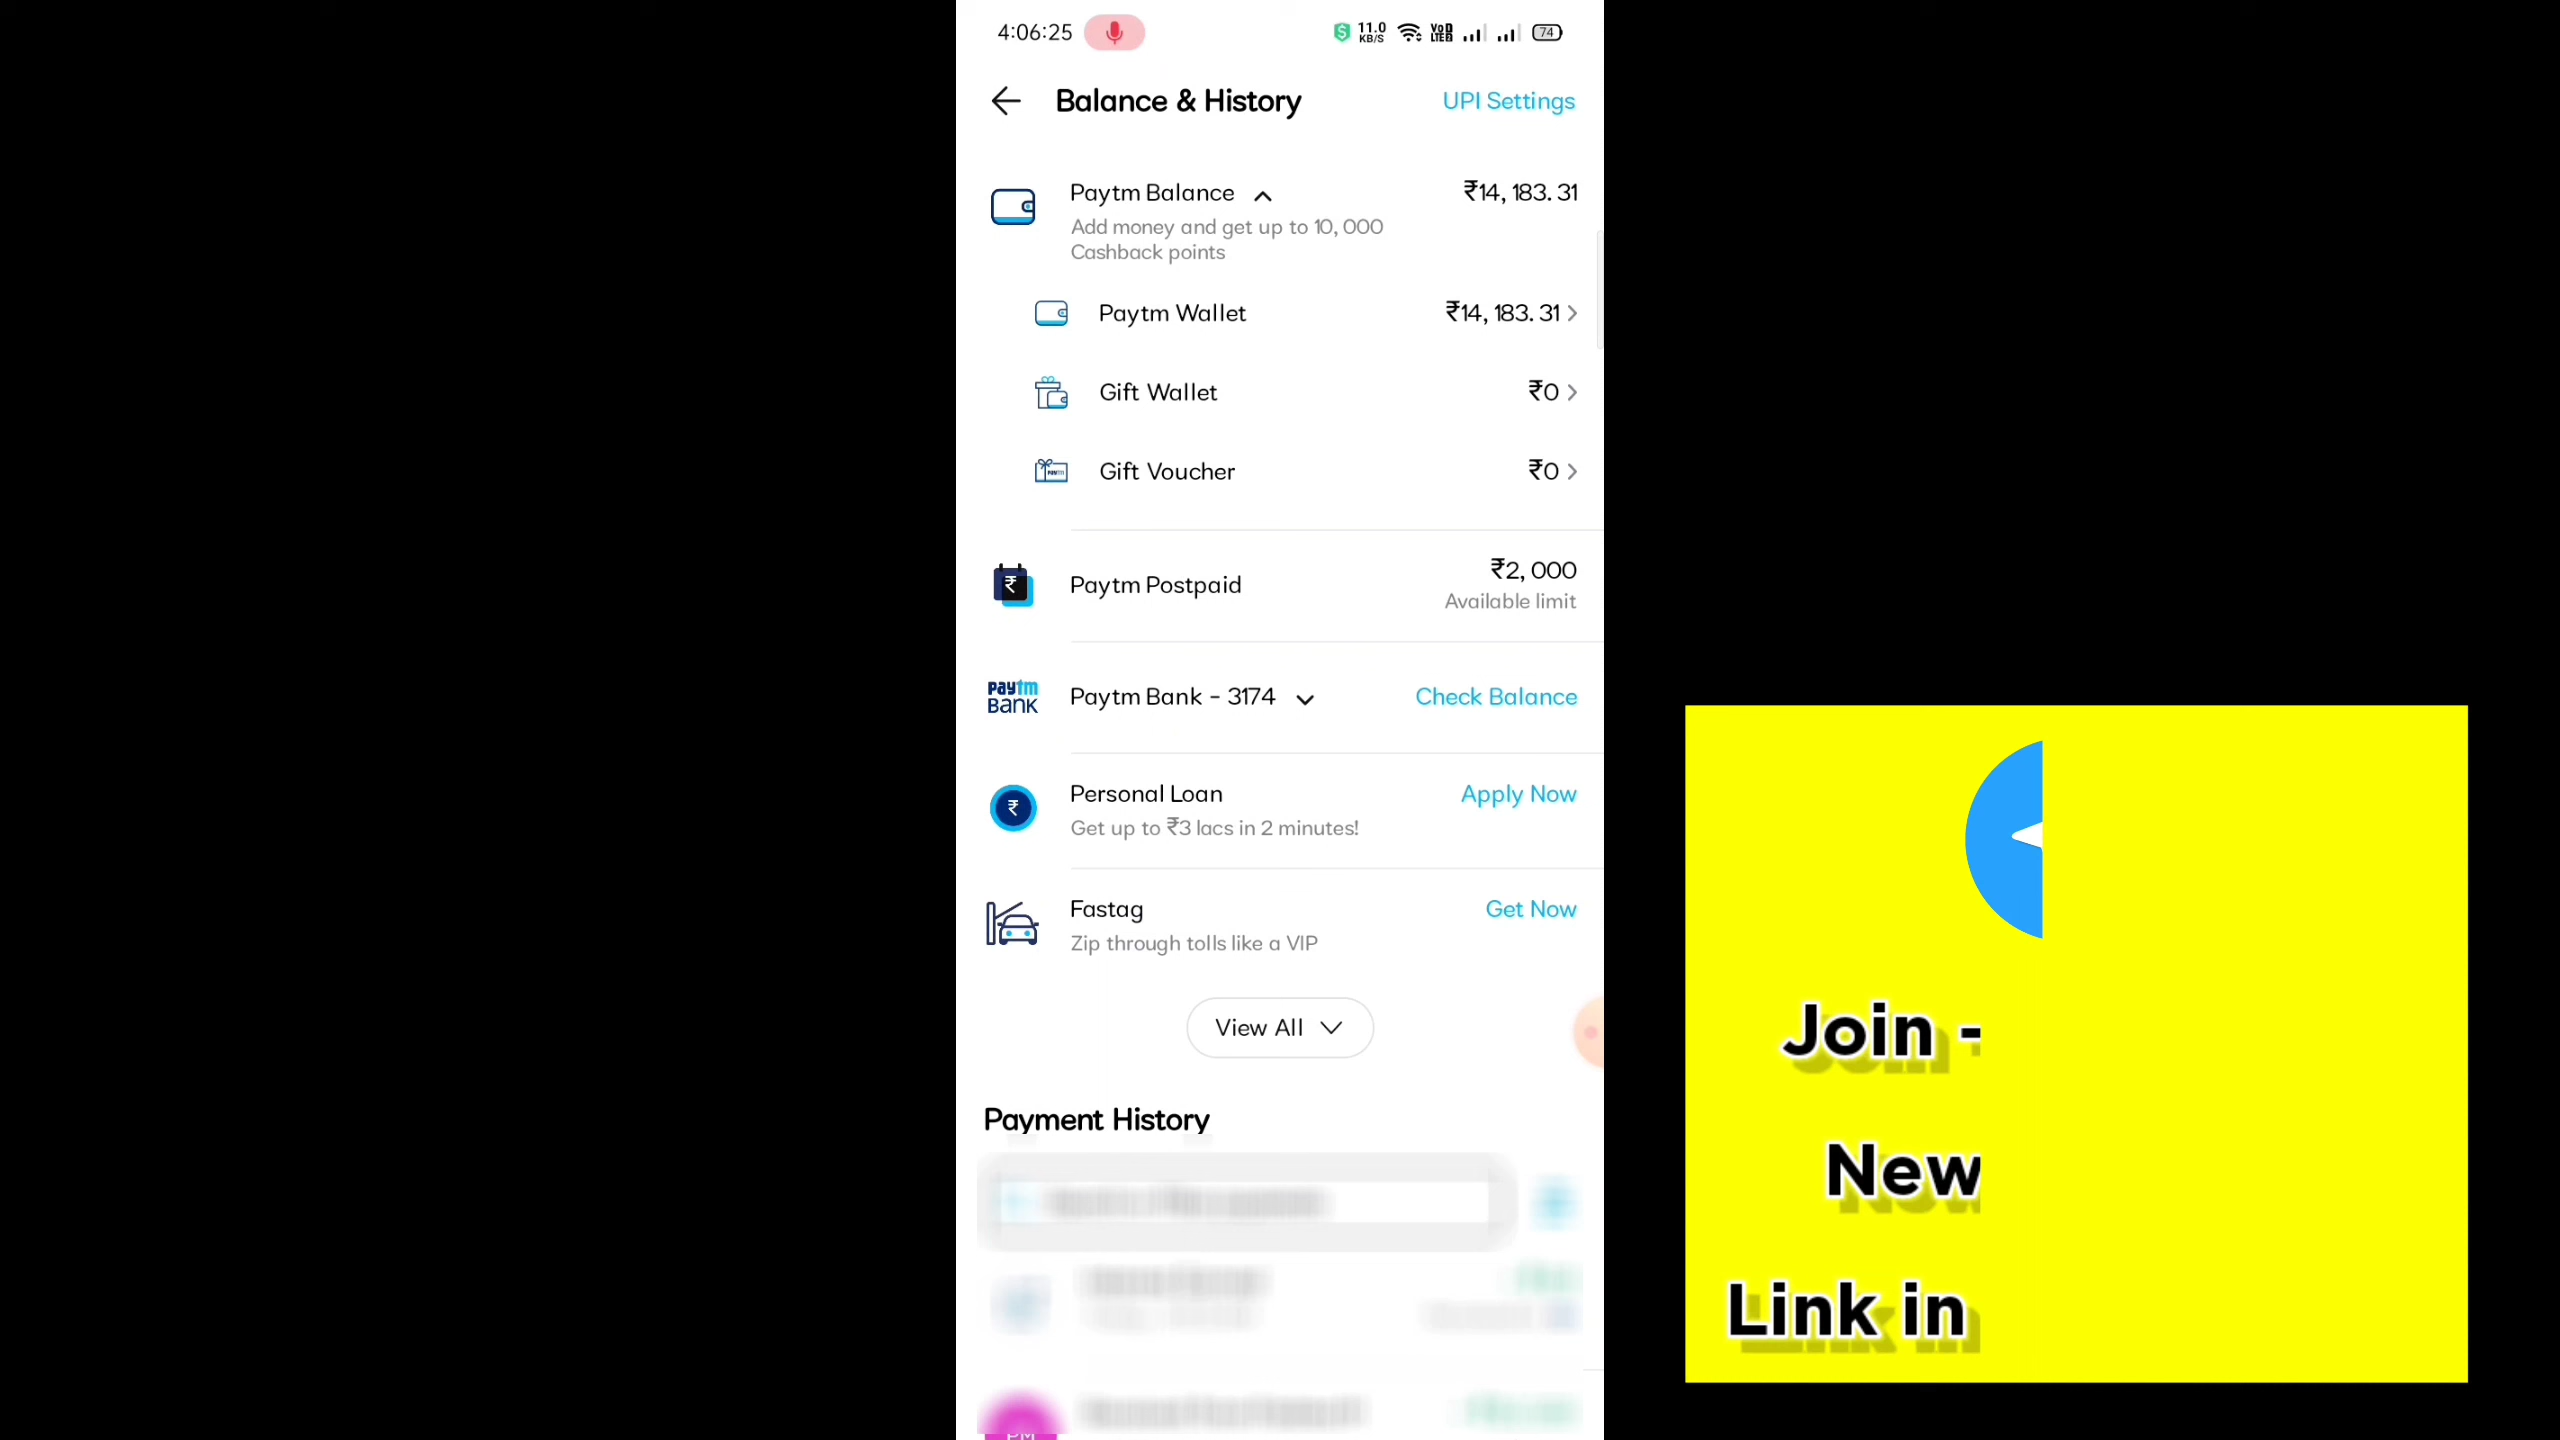 4:06:25
11.0 KB/S
VoD LTE2
74
Balance & History
UPI Settings
Paytm Balance
₹14, 183. 31
Add money and get up to 10, 000
Cashback points
Paytm Wallet
₹14, 183. 31
Gift Wallet
₹0
Gift Voucher
₹0
Paytm Postpaid
₹2, 000
Available limit
paytm
BANK
Paytm Bank - 3174
Check Balance
Personal Loan
Apply Now
Get up to ₹3 lacs in 2 minutes!
Fastag
Get Now
Zip through tolls like a VIP
View All
Payment History
PM
Join -
New
Link in